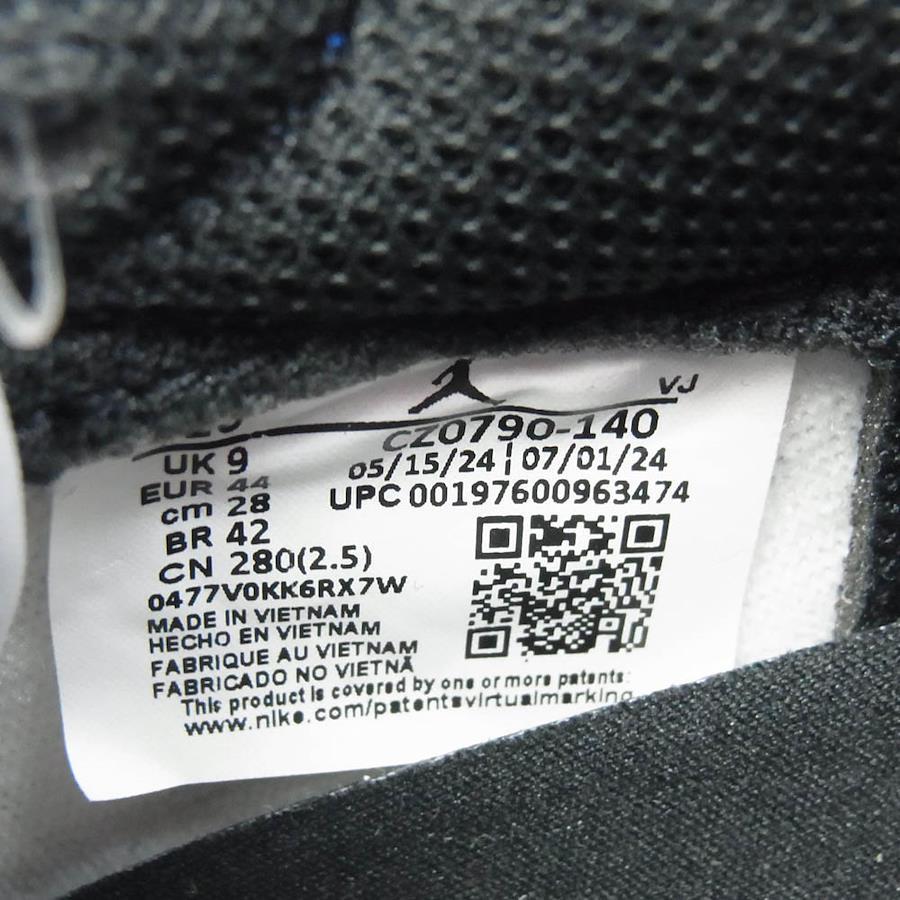 VJ
CZ0790-140
UK 9
05/15/24 ¦ 07/01/24
EUR 44
UPC 00197600963474
cm 28
BR 42
CN 280(2.5)
0477V0KK6RX7W
MADE IN VIETNAM
HECHO EN VIETNAM
FABRIQUE AU VIETNAM
FABRICADO NO VIETNÃ
This product is covered by one or more patents:
www.nike.com/patentsvirtualmarking